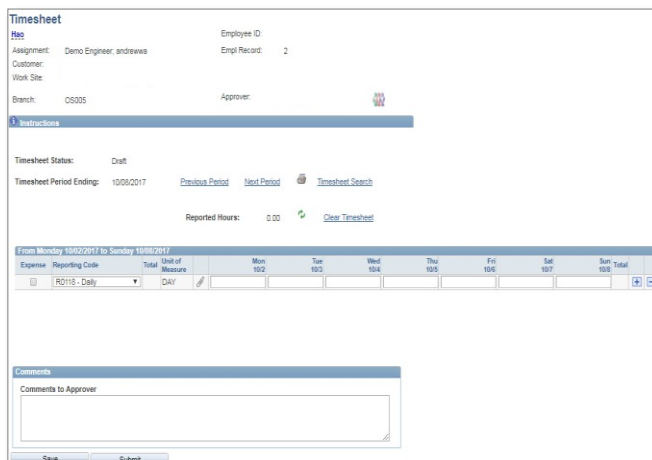 Timesheet
Hao Employee ID:
Assignment: Demo Engineer, andrewwa Empl Record: 2
Customer:
Work Site:
Branch: OS005 Approver:
Instructions
Timesheet Status: Draft
Timesheet Period Ending: 10/08/2017 Previous Period Next Period Timesheet Search
Reported Hours: 0.00 Clear Timesheet
From Monday 10/02/2017 to Sunday 10/08/2017
Expense Reporting Code Total Unit of Measure Mon 10/2 Tue 10/3 Wed 10/4 Thu 10/5 Fri 10/6 Sat 10/7 Sun 10/8 Total
R0116 - Daily DAY
Comments
Comments to Approver
Save Submit